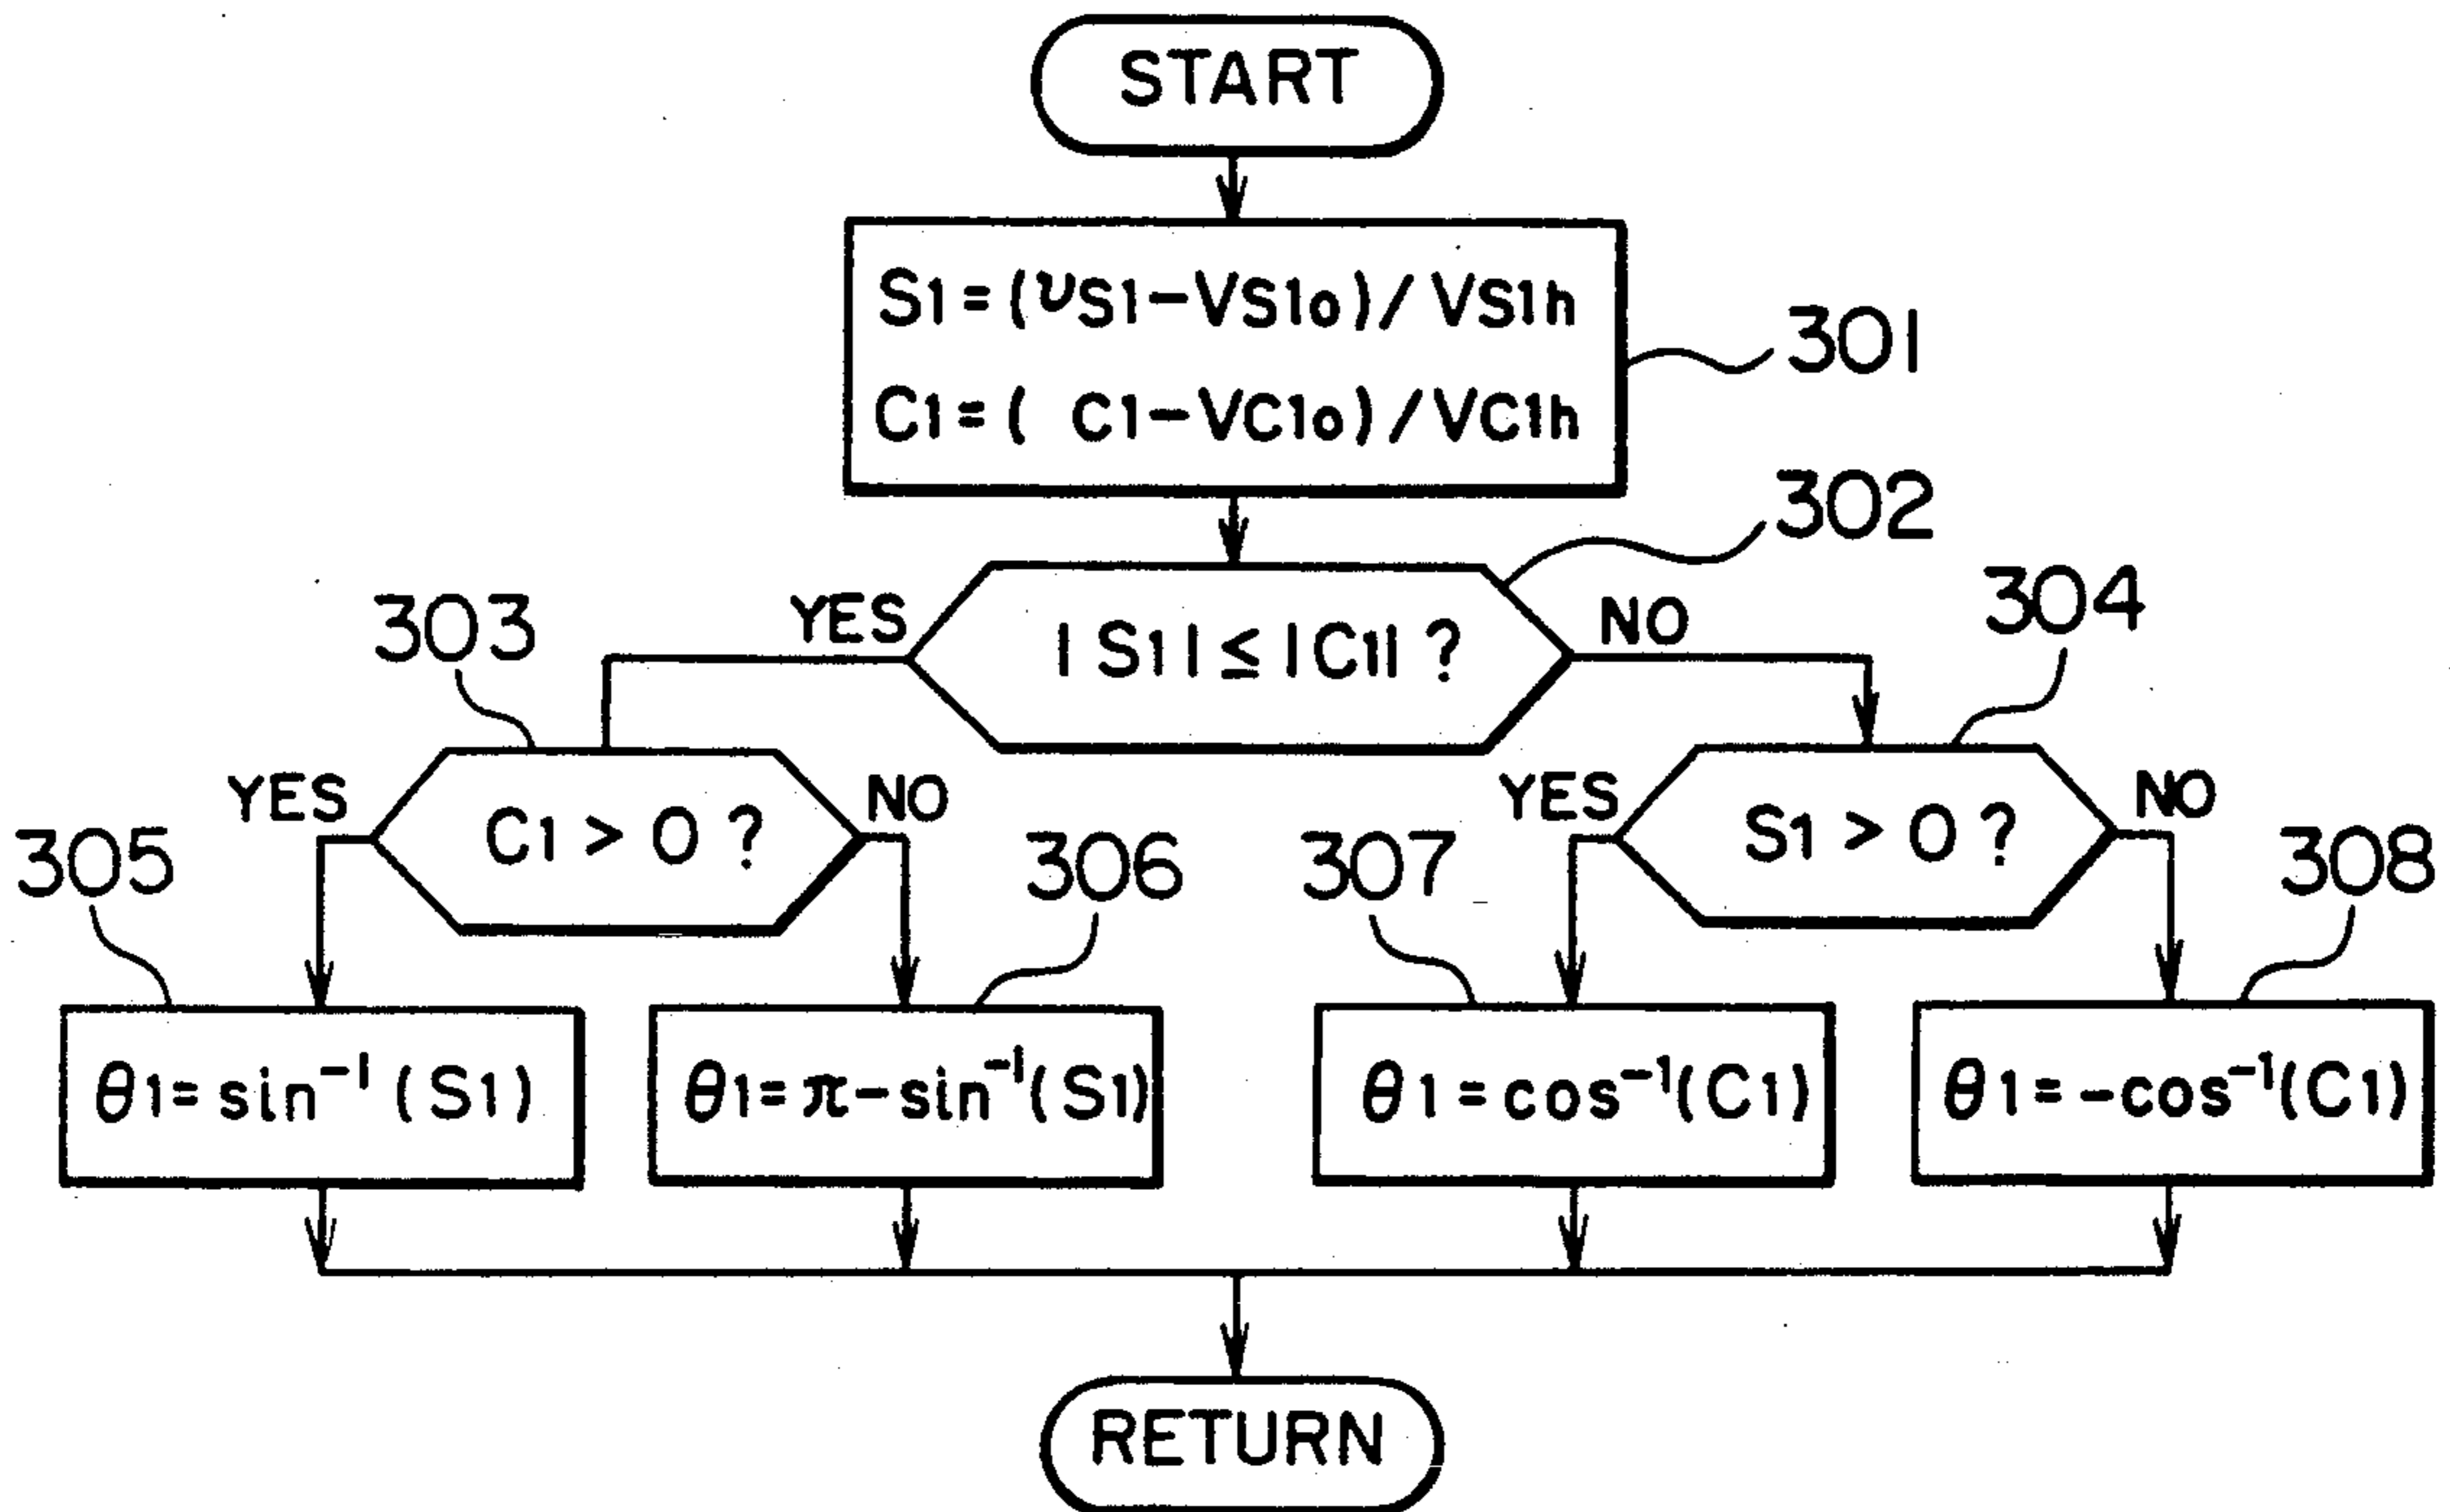 START
S1=(υS1-VS1o)/VS1h
C1=( C1-VC1o)/VC1h
301
302
YES
|S1|≤|C1|?
NO
303
304
YES
C1>0?
NO
YES
S1>0?
NO
305
306
307
308
θ1=sin⁻¹(S1)
θ1=π-sin⁻¹(S1)
θ1=cos⁻¹(C1)
θ1=-cos⁻¹(C1)
RETURN